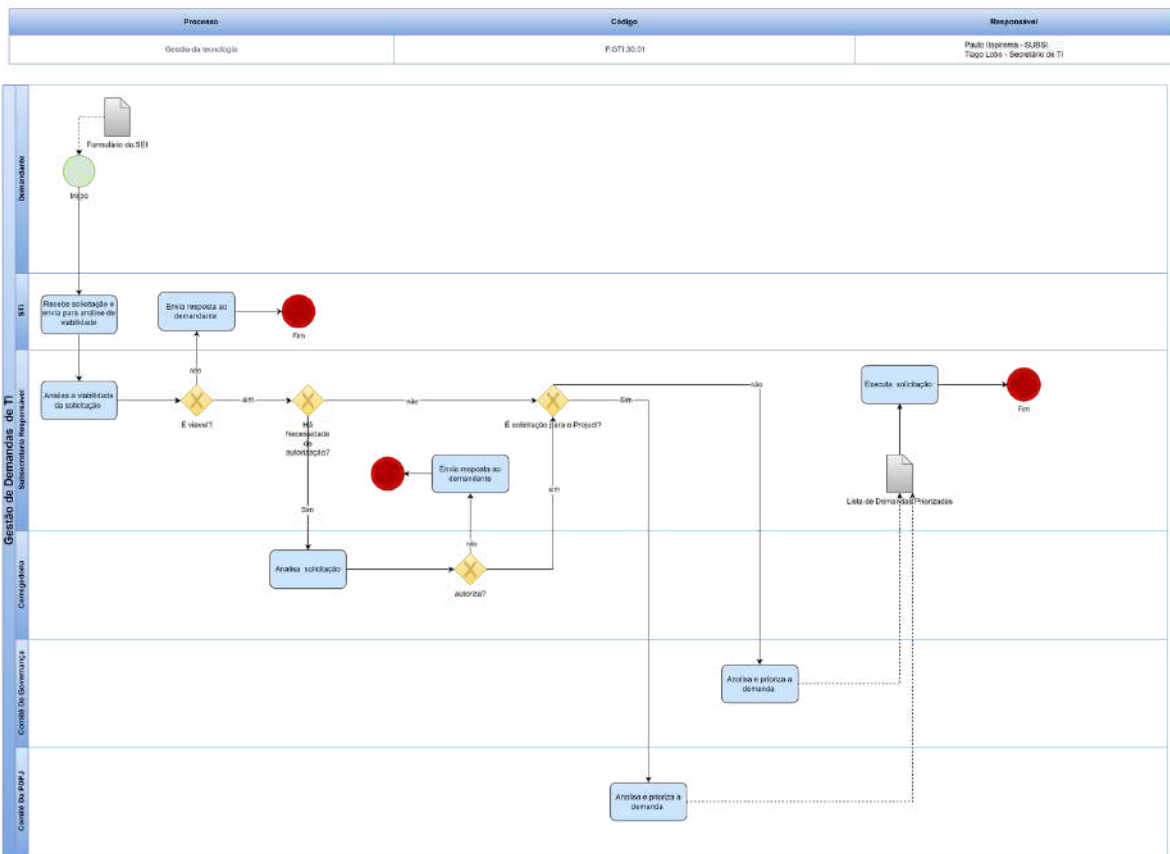 Processo Código Responsável
Gestão da tecnologia P.GTI.30.01 Paulo Itapirema - SUBSI
Tiago Lobo - Secretário de TI
Gestão de Demandas de TI
Demandante
Formulário do SEI
Início
STI
Recebe solicitação e
envia para análise de
viabilidade
Envia resposta ao
demandante
Fim
Subsecretaria Responsável
não
Analisa a viabilidade
da solicitação
É viavel?
sim
Há
Necessidade
de
autorização?
não
É solicitação para o Project?
Sim
não
Executa solicitação
Fim
Envia resposta ao
demandante
sim
Lista de Demandas Priorizadas
Sim
Corregedoria
não
Analisa solicitação
autoriza?
Comitê De Governança
Analisa e prioriza a
demanda
Comitê Da PDPJ
Analisa e prioriza a
demanda